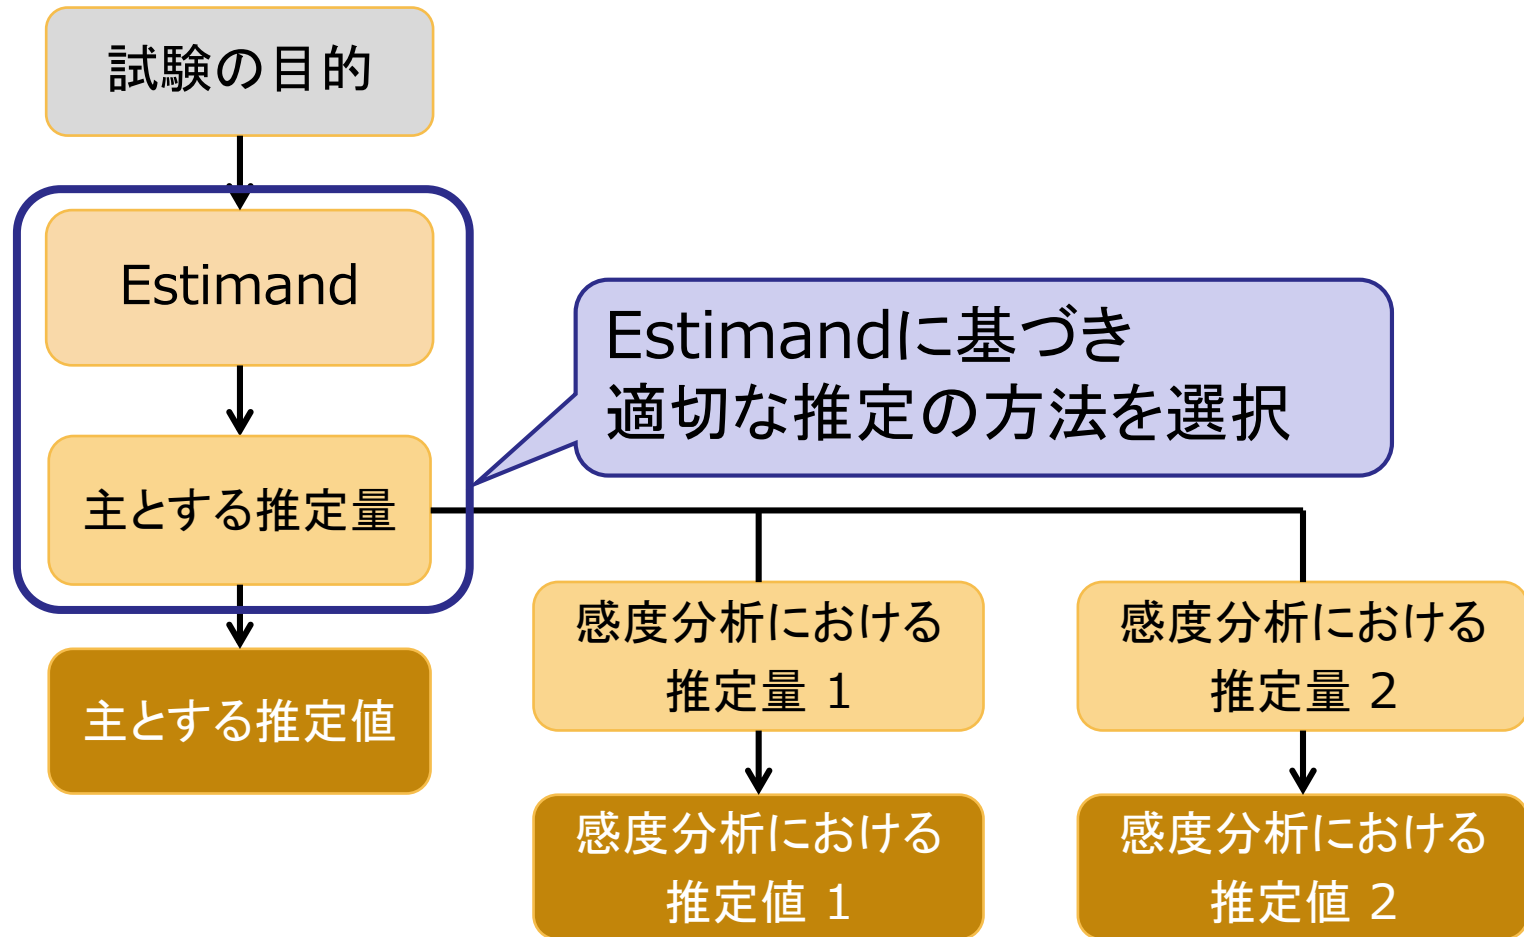 試験の目的
Estimand
Estimandに基づき
適切な推定の方法を選択
主とする推定量
主とする推定値
感度分析における
推定量 1
感度分析における
推定量 2
感度分析における
推定値 1
感度分析における
推定値 2